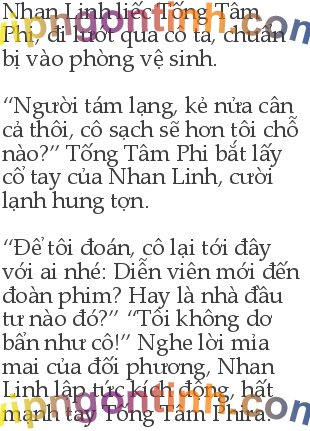 Nhan Linh liếc Tống Tâm
Phi, đi lướt qua cô ta, chuẩn
bị vào phòng vệ sinh.
“Người tám lạng, kẻ nửa cân
cả thôi, cô sạch sẽ hơn tôi chỗ
nào?” Tống Tâm Phi bắt lấy
cổ tay của Nhan Linh, cười
lạnh hung tợn.
“Để tôi đoán, cô lại tới đây
với ai nhé: Diễn viên mới đến
đoàn phim? Hay là nhà đầu
tư nào đó?” “Tôi không dơ
bẩn như cô!” Nghe lời mỉa
mai của đối phương, Nhan
Linh lập tức kích động, hất
mạnh tay Tống Tâm Phi ra.
vipngontinh.com
vipngontinh.com